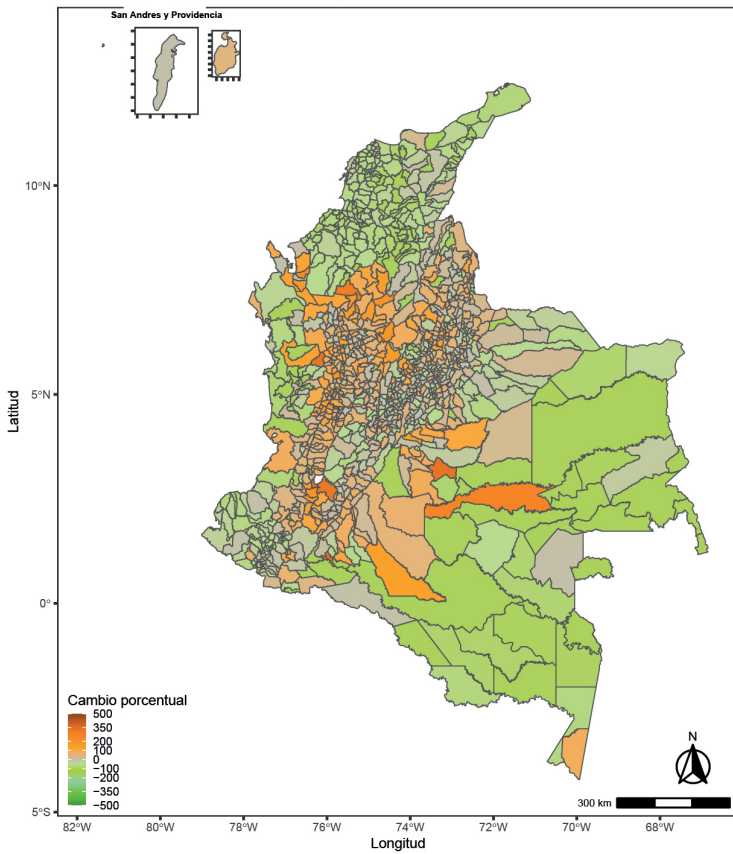 San Andres y Providencia
10°N
5°N
0°
5°S
Latitud
Cambio porcentual
500
350
200
100
0
−100
−200
−350
−500
N
300 km
82°W
80°W
78°W
76°W
74°W
72°W
70°W
68°W
Longitud